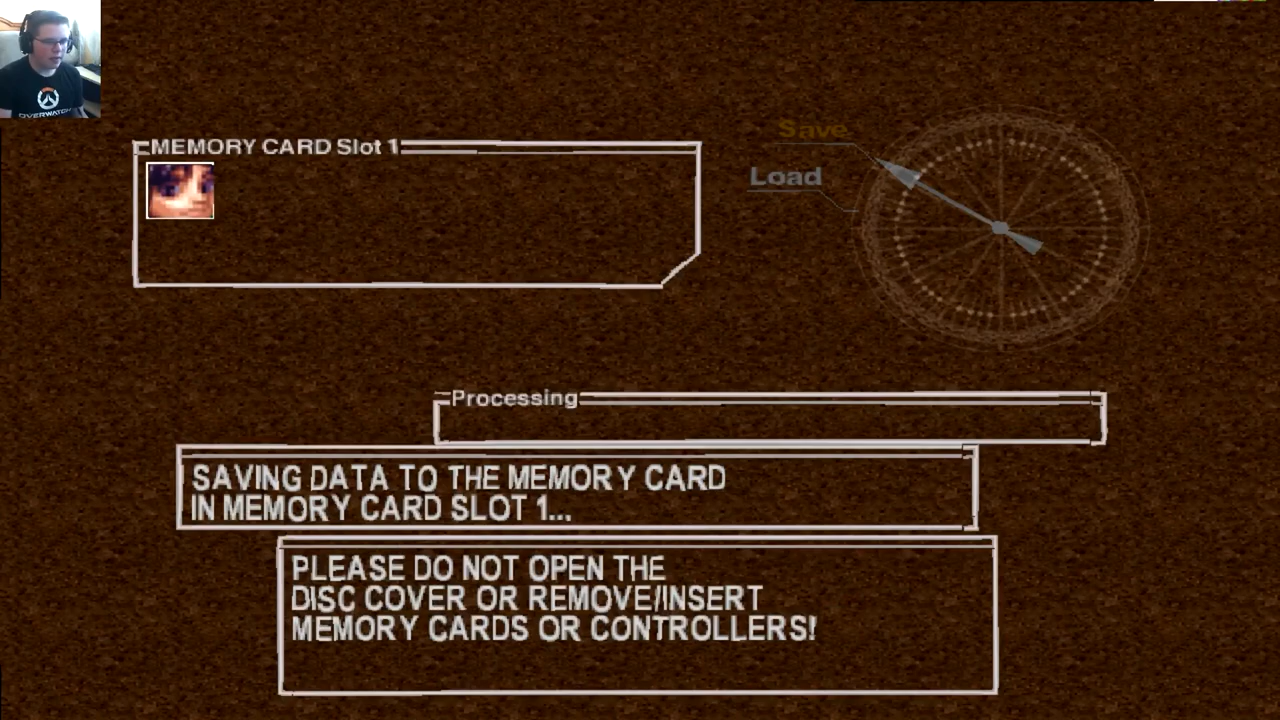 OVERWATCH
MEMORY CARD Slot 1
Save
Load
Processing
SAVING DATA TO THE MEMORY CARD
IN MEMORY CARD SLOT 1...
PLEASE DO NOT OPEN THE
DISC COVER OR REMOVE/INSERT
MEMORY CARDS OR CONTROLLERS!